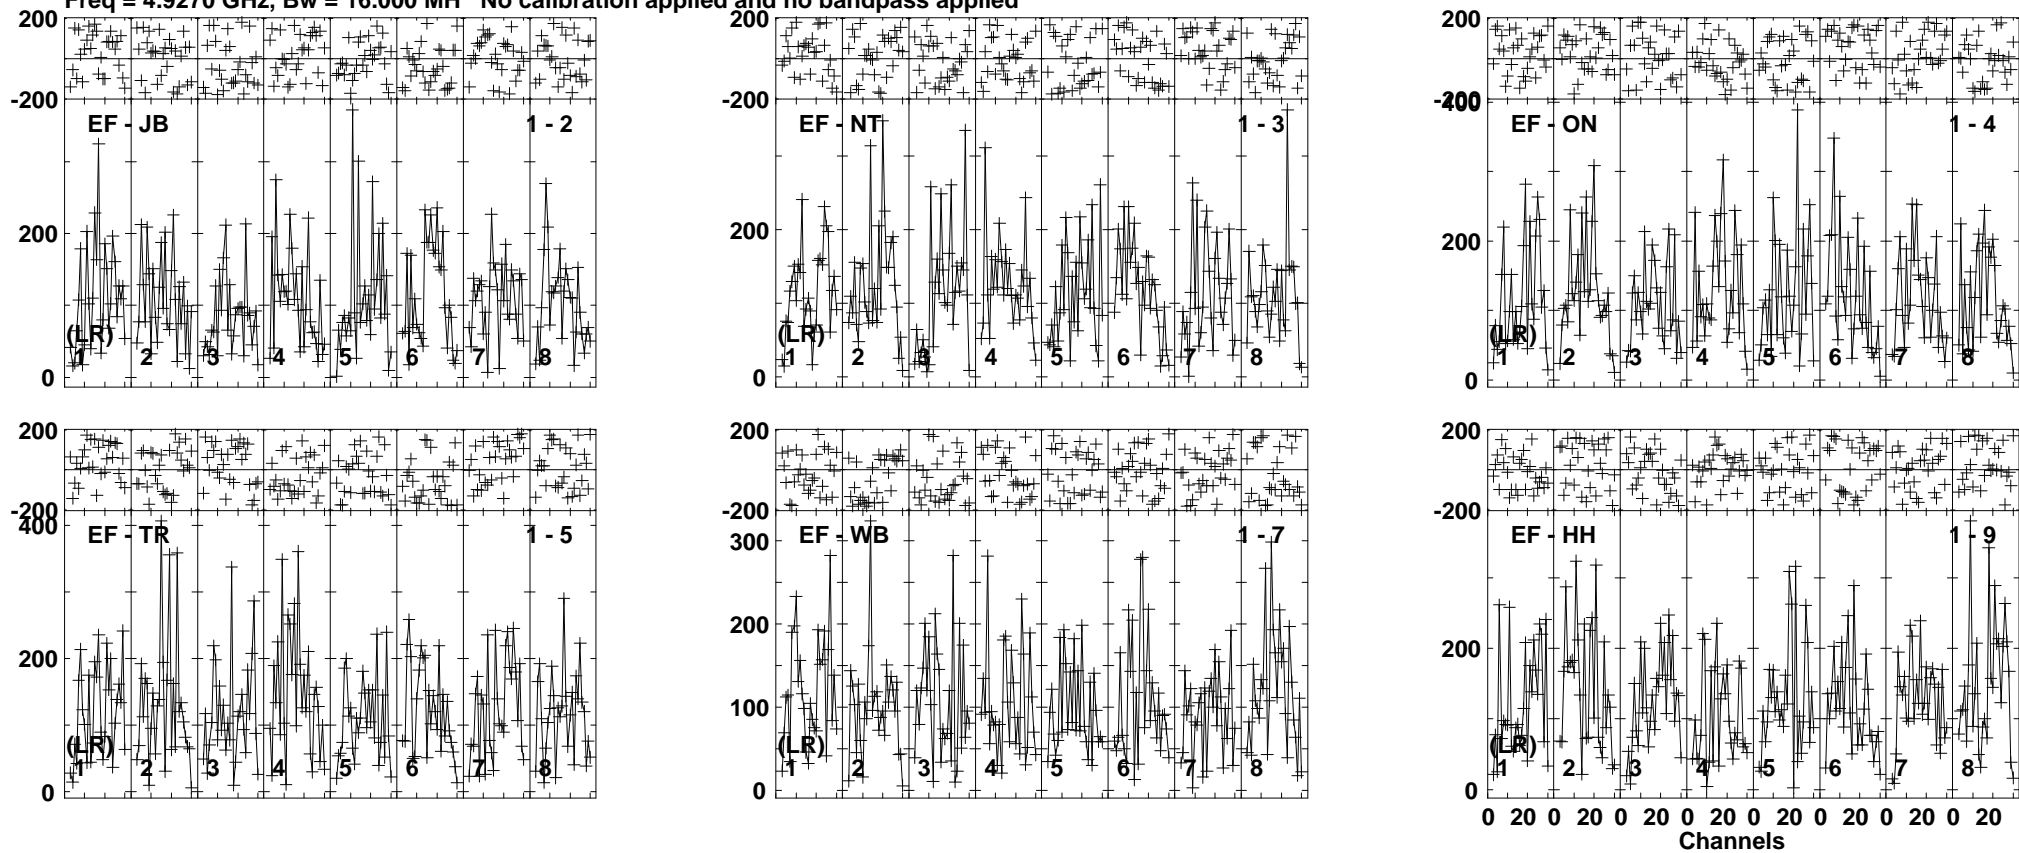 Freq = 4.9270 GHz, Bw = 16.000 MH No calibration applied and no bandpass applied
200
-200
EF - JB 1 - 2
200
(LR)
1 2 3 4 5 6 7 8
0
200
-200
EF - NT 1 - 3
200
(LR)
1 2 3 4 5 6 7 8
0
200
-200
400
EF - ON 1 - 4
200
(LR)
1 2 3 4 5 6 7 8
0
200
-200
400
EF - TR 1 - 5
200
(LR)
1 2 3 4 5 6 7 8
0
200
-200
300
EF - WB 1 - 7
200
100
(LR)
1 2 3 4 5 6 7 8
0
200
-200
EF - HH 1 - 9
200
(LR)
1 2 3 4 5 6 7 8
0
0 20 0 20 0 20 0 20 0 20 0 20 0 20 0 20
Channels